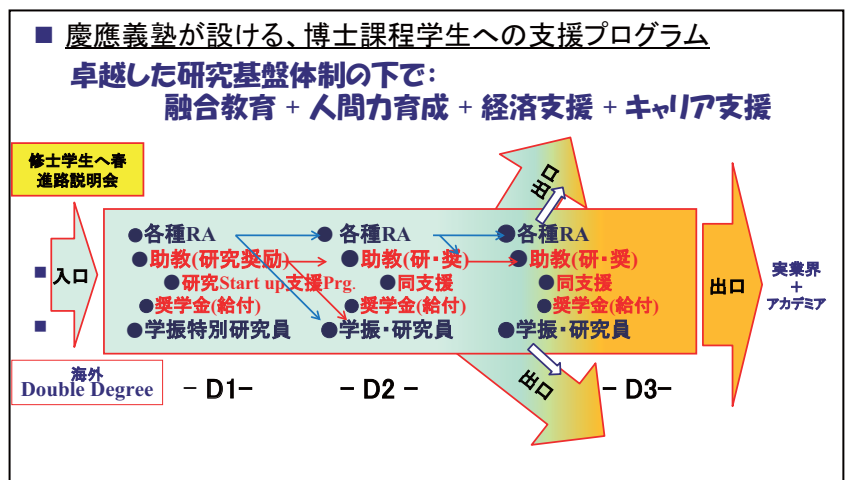 ■ 慶應義塾が設ける、博士課程学生への支援プログラム
卓越した研究基盤体制の下で:
融合教育 + 人間力育成 + 経済支援 + キャリア支援
修士学生へ春
進路説明会
入口
●各種RA
●助教(研究奨励)
●研究Start up支援Prg.
●奨学金(給付)
●学振特別研究員
● 各種RA
● 助教(研・奨)
●同支援
●奨学金(給付)
●学振・研究員
● 各種RA
●助教(研・奨)
●同支援
●奨学金(給付)
●学振・研究員
出口
出口
出口
実業界
+
アカデミア
海外
Double Degree
- D1-
- D2 -
- D3-